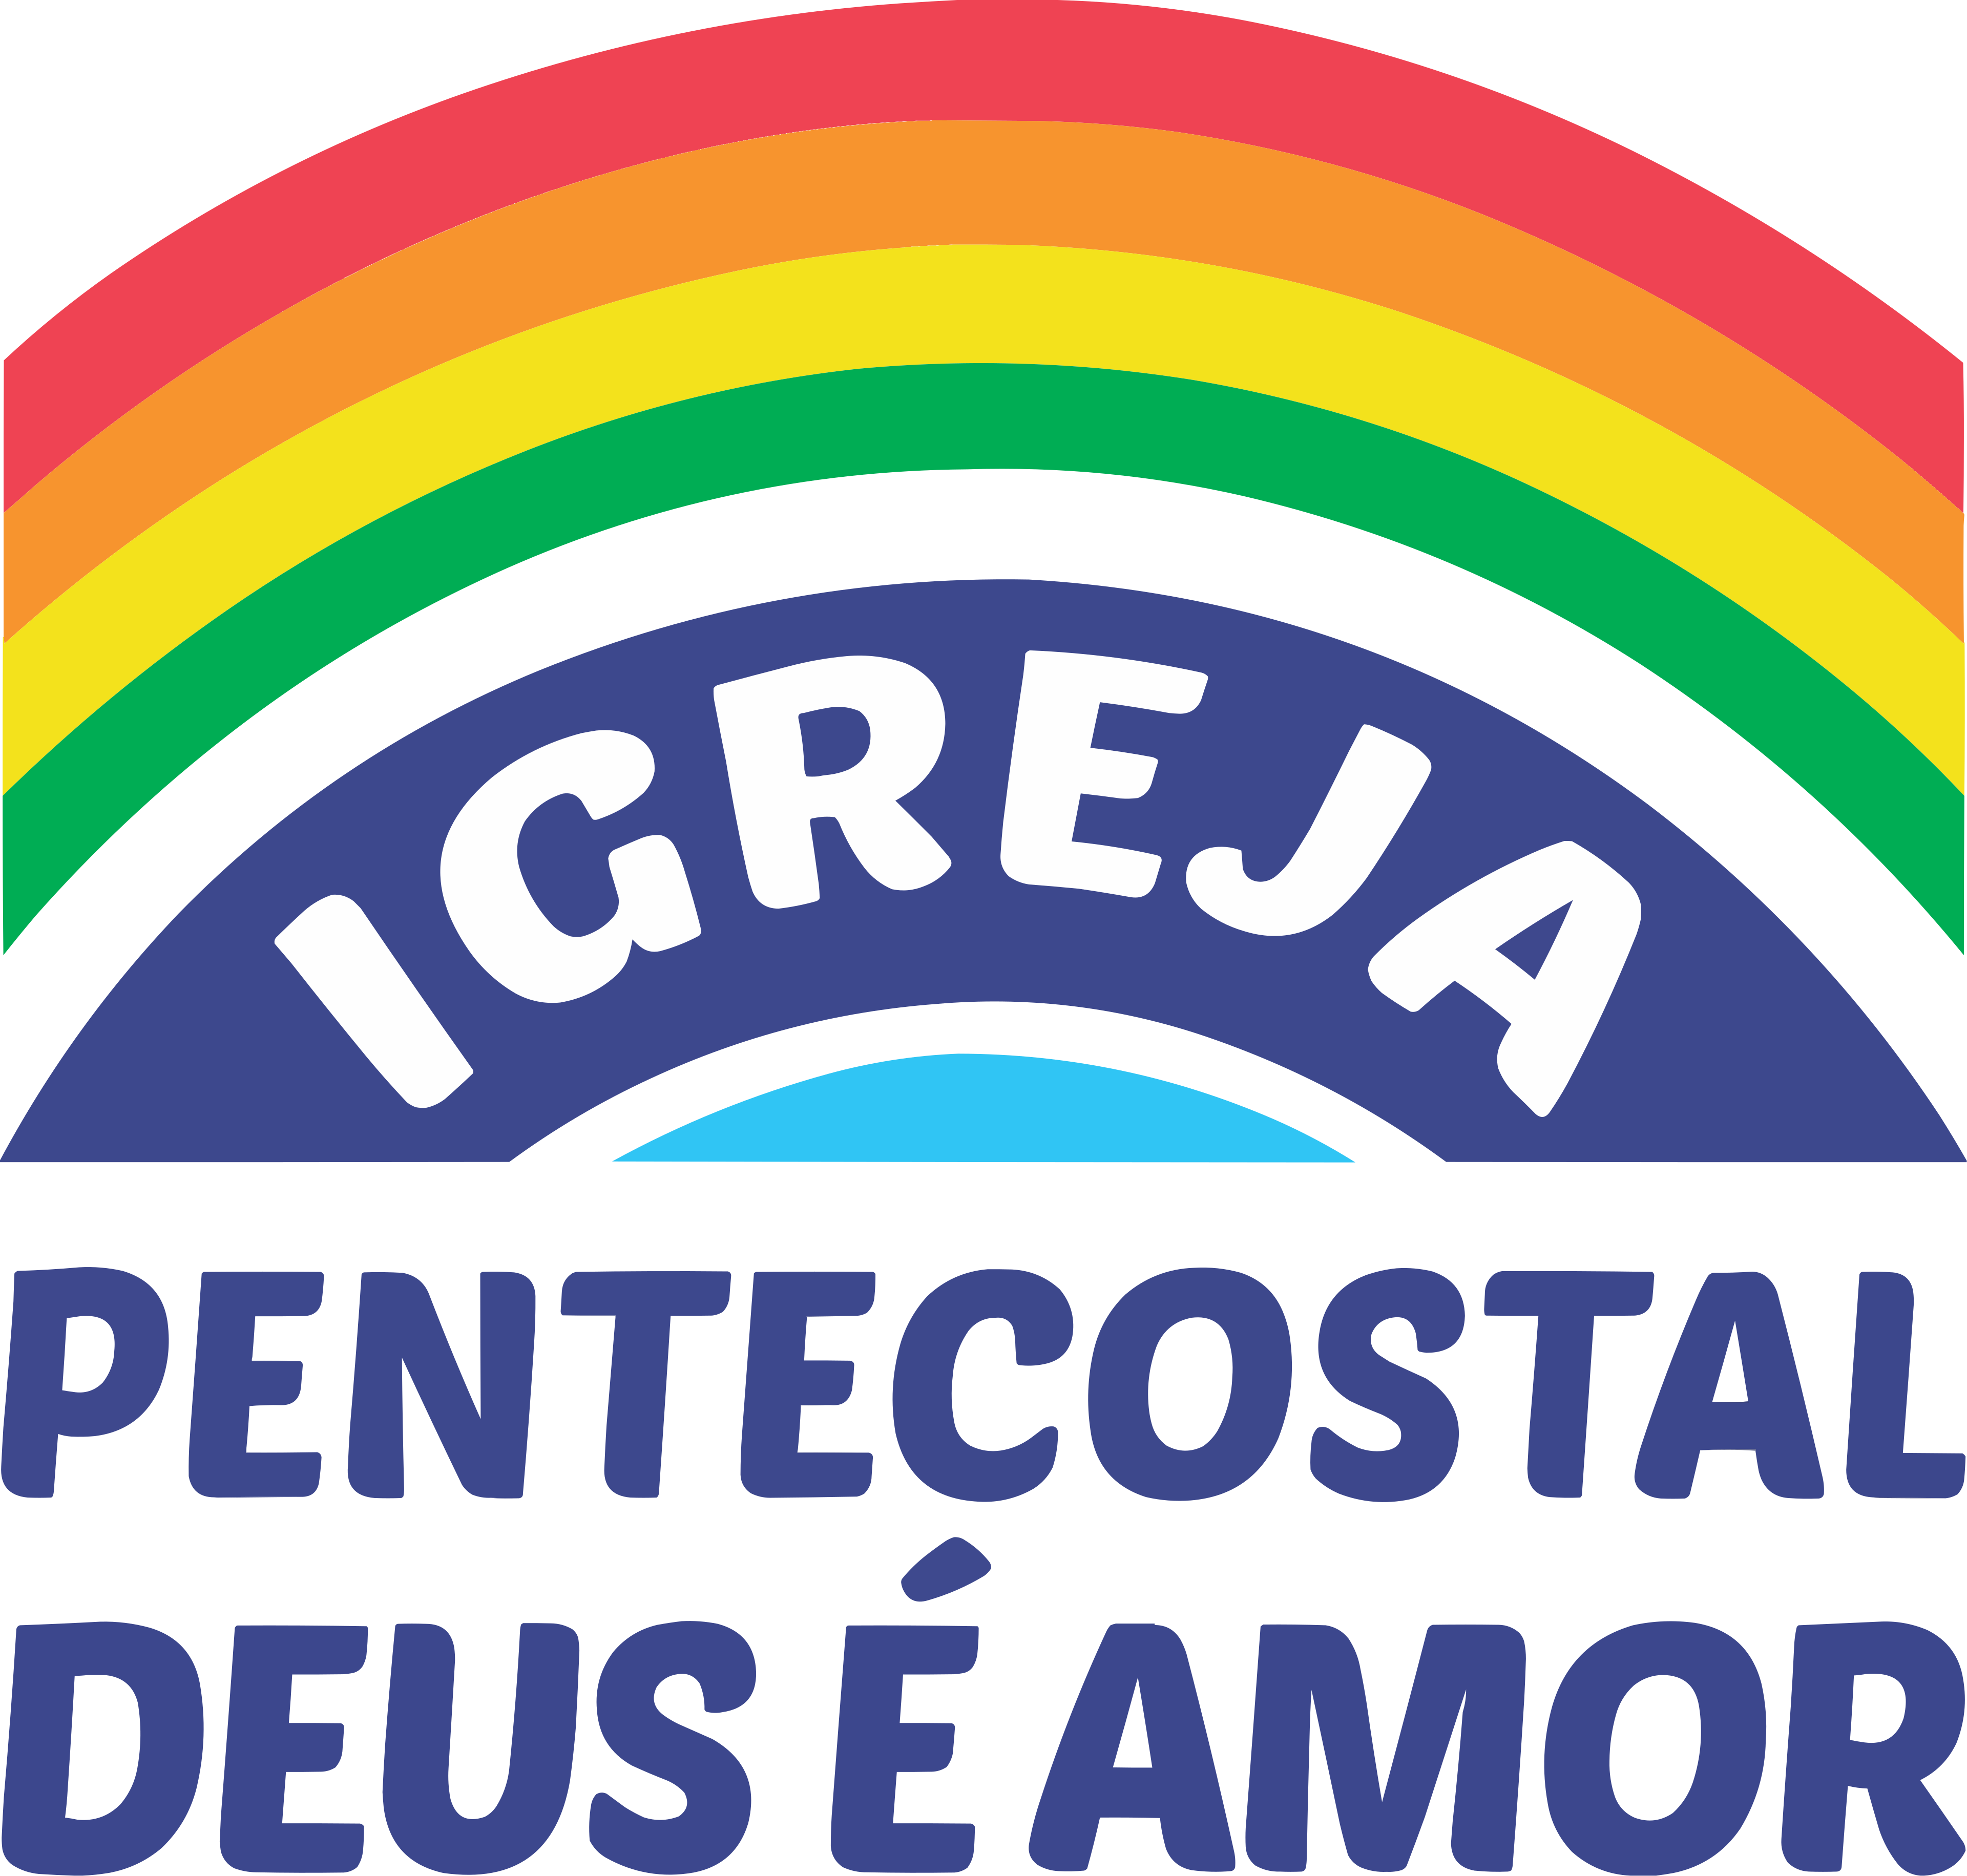 IGREJA
PENTECOSTAL
DEUS É AMOR